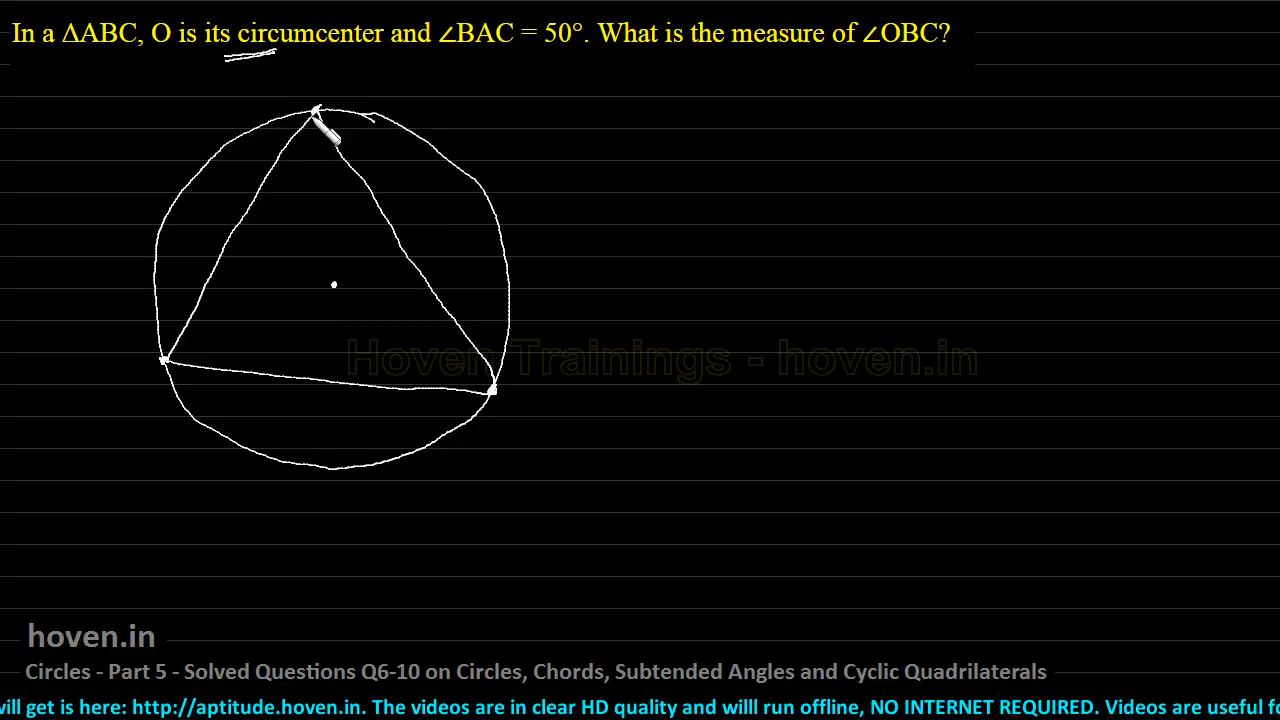 In a ΔABC, O is its circumcenter and ∠BAC = 50°. What is the measure of ∠OBC?
Hoven Trainings - hoven.in
hoven.in
Circles - Part 5 - Solved Questions Q6-10 on Circles, Chords, Subtended Angles and Cyclic Quadrilaterals
will get is here: http://aptitude.hoven.in. The videos are in clear HD quality and willl run offline, NO INTERNET REQUIRED. Videos are useful